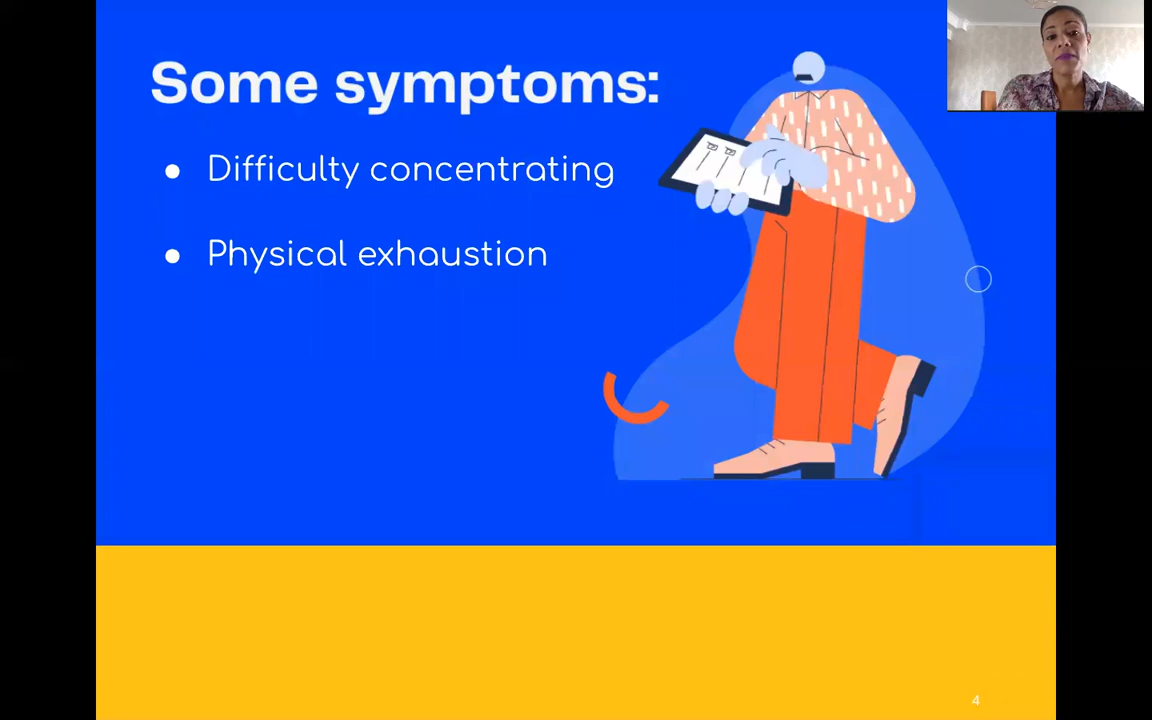 Some symptoms:
● Difficulty concentrating
● Physical exhaustion
4